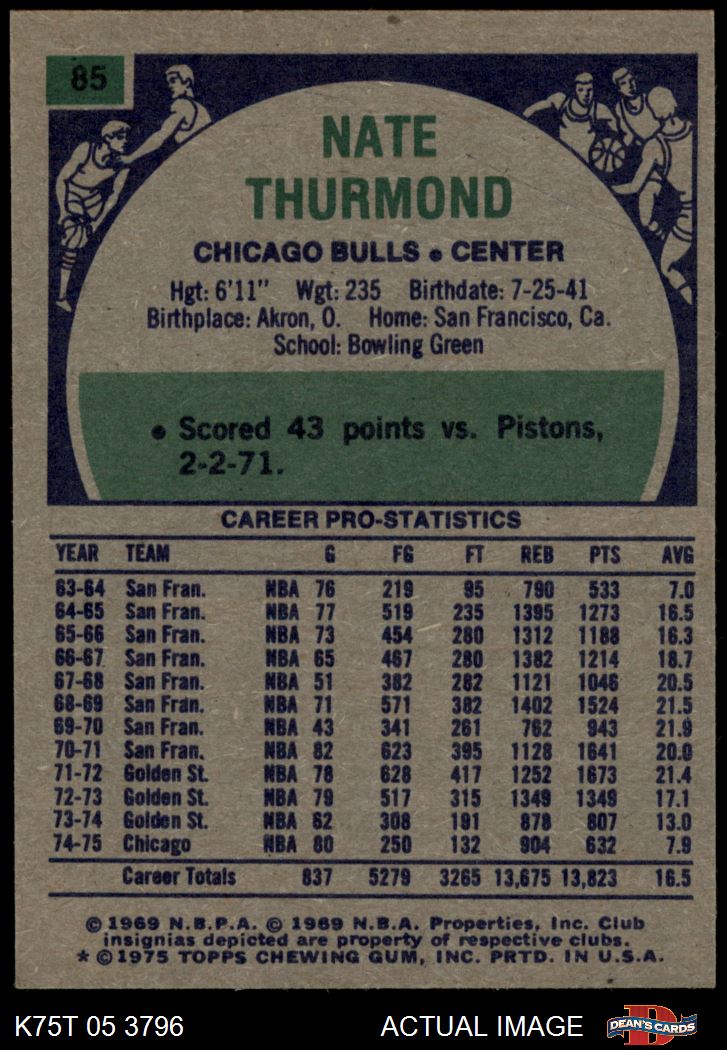 85
NATE
THURMOND
CHICAGO BULLS • CENTER
Hgt: 6'11" Wgt: 235 Birthdate: 7-25-41
Birthplace: Akron, O. Home: San Francisco, Ca.
School: Bowling Green
• Scored 43 points vs. Pistons,
2-2-71.
CAREER PRO-STATISTICS
YEAR TEAM G FG FT REB PTS AVG
63-64 San Fran. NBA 76 219 95 790 533 7.0
64-65 San Fran. NBA 77 519 235 1395 1273 16.5
65-66 San Fran. NBA 73 454 280 1312 1188 16.3
66-67 San Fran. NBA 65 467 280 1382 1214 18.7
67-68 San Fran. NBA 51 382 282 1121 1046 20.5
68-69 San Fran. NBA 71 571 382 1402 1524 21.5
69-70 San Fran. NBA 43 341 261 762 943 21.9
70-71 San Fran. NBA 82 623 395 1128 1641 20.0
71-72 Golden St. NBA 78 628 417 1252 1673 21.4
72-73 Golden St. NBA 79 517 315 1349 1349 17.1
73-74 Golden St. NBA 62 308 191 878 807 13.0
74-75 Chicago NBA 80 250 132 904 632 7.9
Career Totals 837 5279 3265 13,675 13,823 16.5
© 1969 N.B.P.A. © 1969 N.B.A. Properties, Inc. Club
insignias depicted are property of respective clubs.
* © 1975 TOPPS CHEWING GUM, INC. PRTD. IN U.S.A.
K75T 05 3796 ACTUAL IMAGE DEAN'S CARDS